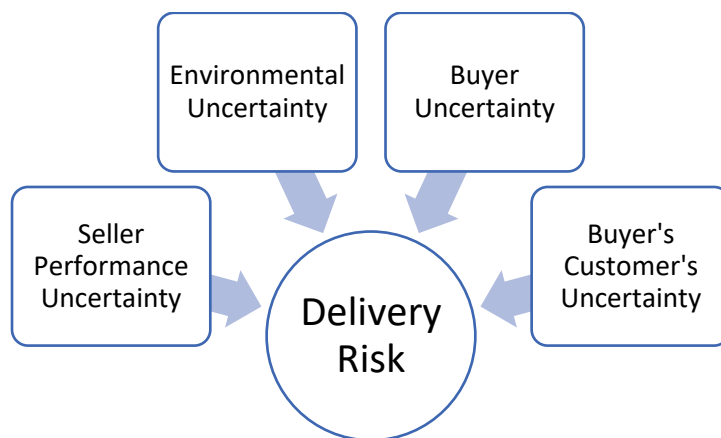 Environmental
Uncertainty
Buyer
Uncertainty
Seller
Performance
Uncertainty
Buyer's
Customer's
Uncertainty
Delivery
Risk